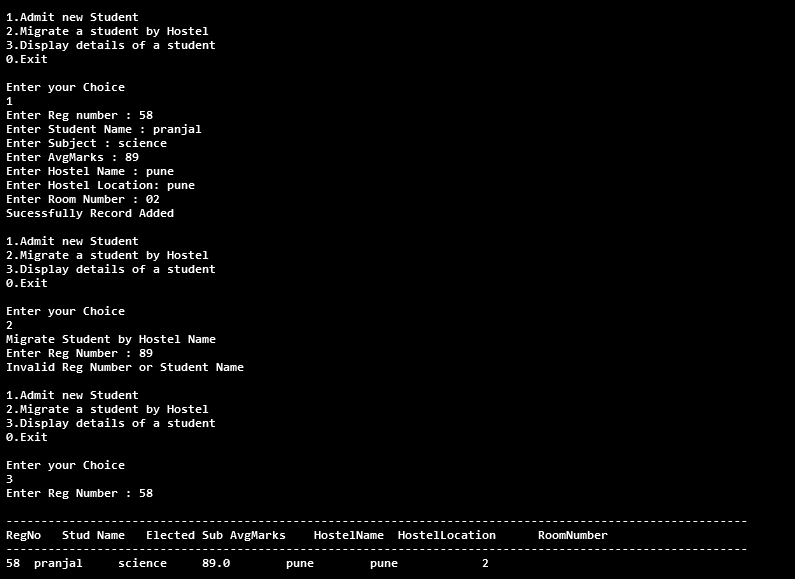 1.Admit new Student
2.Migrate a student by Hostel
3.Display details of a student
0.Exit
Enter your Choice
1
Enter Reg number : 58
Enter Student Name : pranjal
Enter Subject : science
Enter AvgMarks : 89
Enter Hostel Name : pune
Enter Hostel Location: pune
Enter Room Number : 02
Sucessfully Record Added
1.Admit new Student
2.Migrate a student by Hostel
3.Display details of a student
0.Exit
Enter your Choice
2
Migrate Student by Hostel Name
Enter Reg Number : 89
Invalid Reg Number or Student Name
1.Admit new Student
2.Migrate a student by Hostel
3.Display details of a student
0.Exit
Enter your Choice
3
Enter Reg Number : 58
----------------------------------------------------------------------------------------------------------
RegNo   Stud Name   Elected Sub AvgMarks    HostelName  HostelLocation      RoomNumber
----------------------------------------------------------------------------------------------------------
58  pranjal     science     89.0        pune        pune            2